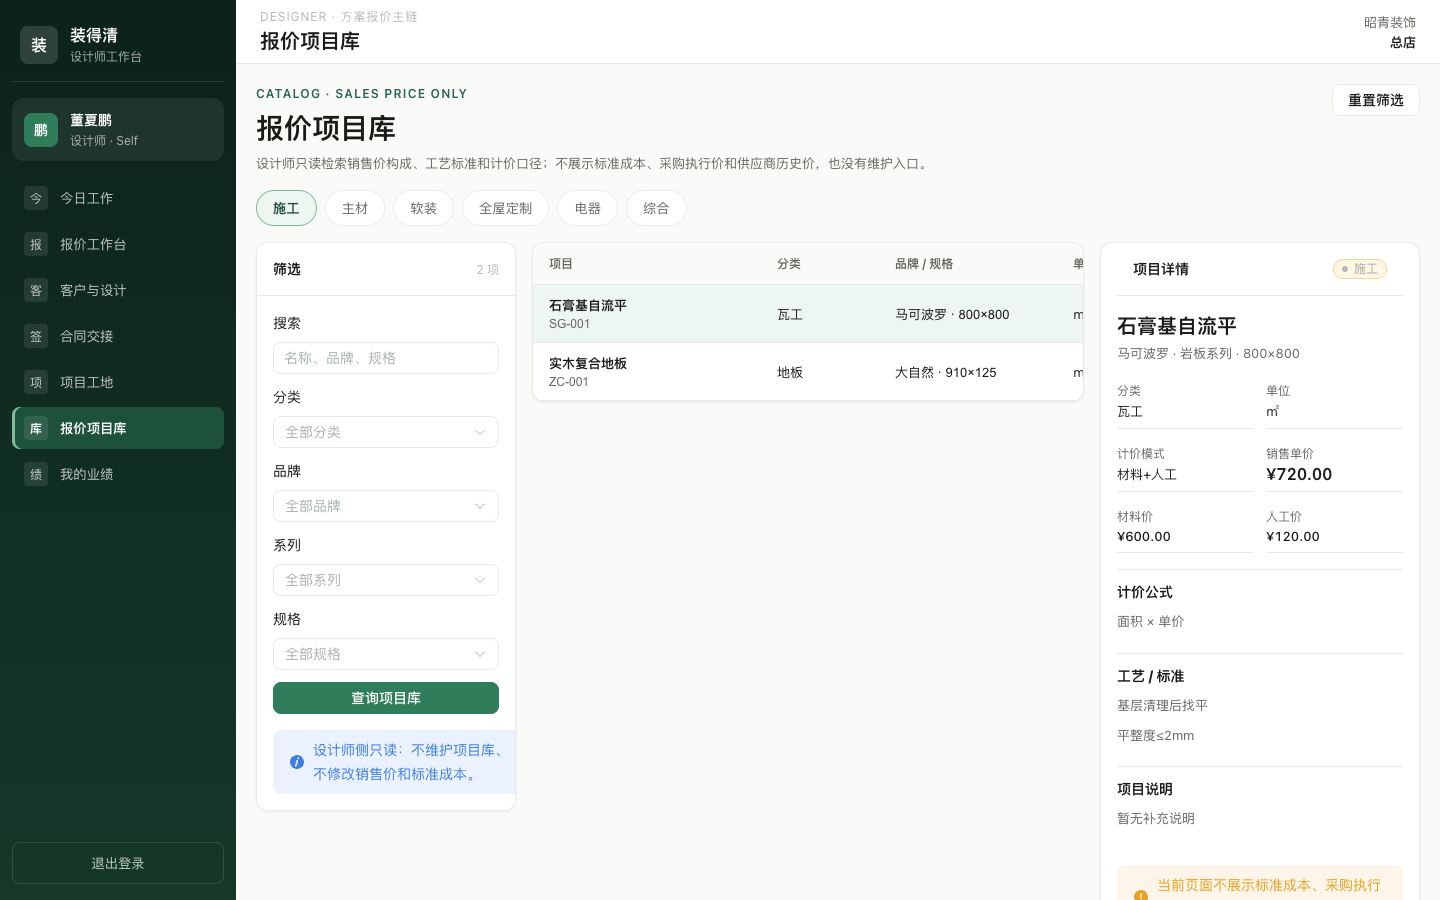 装
装得清
设计师工作台
鹏
董夏鹏
设计师 · Self
今 今日工作
报 报价工作台
客 客户与设计
签 合同交接
项 项目工地
库 报价项目库
绩 我的业绩
退出登录
DESIGNER · 方案报价主链
报价项目库
昭青装饰
总店
CATALOG · SALES PRICE ONLY
报价项目库
设计师只读检索销售价构成、工艺标准和计价口径；不展示标准成本、采购执行价和供应商历史价，也没有维护入口。
重置筛选
施工 主材 软装 全屋定制 电器 综合
筛选 2 项
搜索
名称、品牌、规格
分类
全部分类
品牌
全部品牌
系列
全部系列
规格
全部规格
查询项目库
设计师侧只读：不维护项目库、
不修改销售价和标准成本。
项目 分类 品牌 / 规格 单
石膏基自流平
SG-001
瓦工 马可波罗 · 800×800 m
实木复合地板
ZC-001
地板 大自然 · 910×125 m
项目详情 施工
石膏基自流平
马可波罗 · 岩板系列 · 800×800
分类 单位
瓦工 ㎡
计价模式 销售单价
材料+人工 ¥720.00
材料价 人工价
¥600.00 ¥120.00
计价公式
面积 × 单价
工艺 / 标准
基层清理后找平
平整度≤2mm
项目说明
暂无补充说明
当前页面不展示标准成本、采购执行